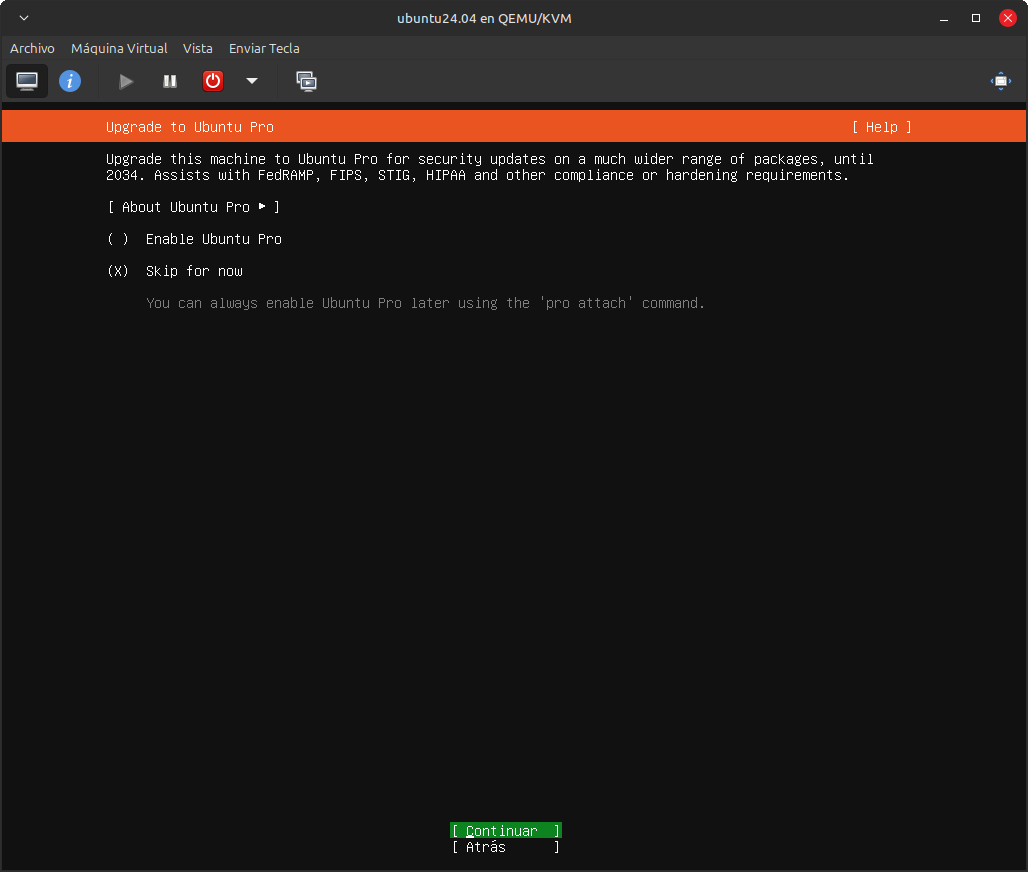 ubuntu24.04 en QEMU/KVM
Archivo Máquina Virtual Vista Enviar Tecla
Upgrade to Ubuntu Pro [ Help ]
Upgrade this machine to Ubuntu Pro for security updates on a much wider range of packages, until
2034. Assists with FedRAMP, FIPS, STIG, HIPAA and other compliance or hardening requirements.
[ About Ubuntu Pro ▸ ]
( ) Enable Ubuntu Pro
(X) Skip for now
You can always enable Ubuntu Pro later using the 'pro attach' command.
[ Continuar ]
[ Atrás ]